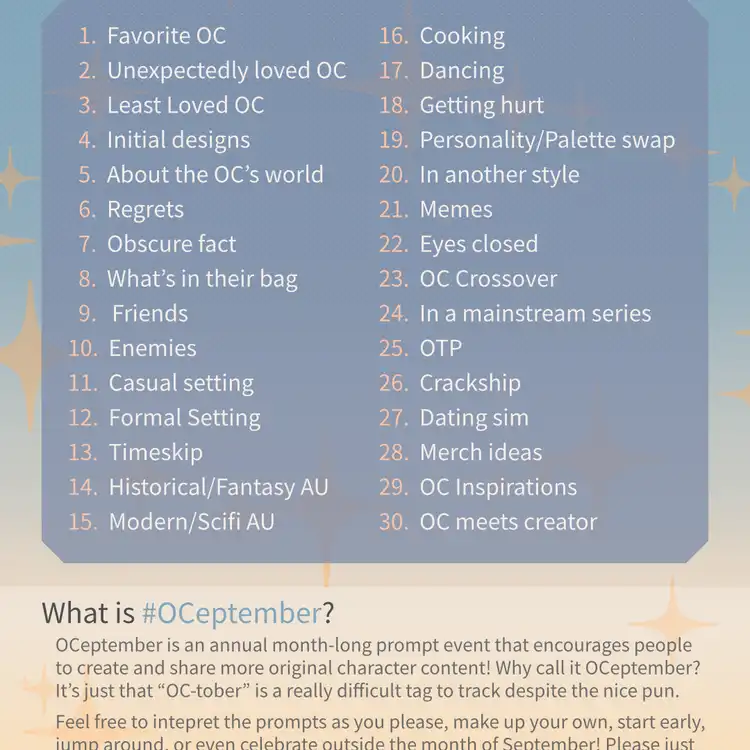 1. Favorite OC
2. Unexpectedly loved OC
3. Least Loved OC
4. Initial designs
5. About the OC's world
6. Regrets
7. Obscure fact
8. What's in their bag
9. Friends
10. Enemies
11. Casual setting
12. Formal Setting
13. Timeskip
14. Historical/Fantasy AU
15. Modern/Scifi AU
16. Cooking
17. Dancing
18. Getting hurt
19. Personality/Palette swap
20. In another style
21. Memes
22. Eyes closed
23. OC Crossover
24. In a mainstream series
25. OTP
26. Crackship
27. Dating sim
28. Merch ideas
29. OC Inspirations
30. OC meets creator
What is #OCeptember?
OCeptember is an annual month-long prompt event that encourages people
to create and share more original character content! Why call it OCeptember?
It's just that “OC-tober” is a really difficult tag to track despite the nice pun.
Feel free to intepret the prompts as you please, make up your own, start early,
jump around, or even celebrate outside the month of September! Please just